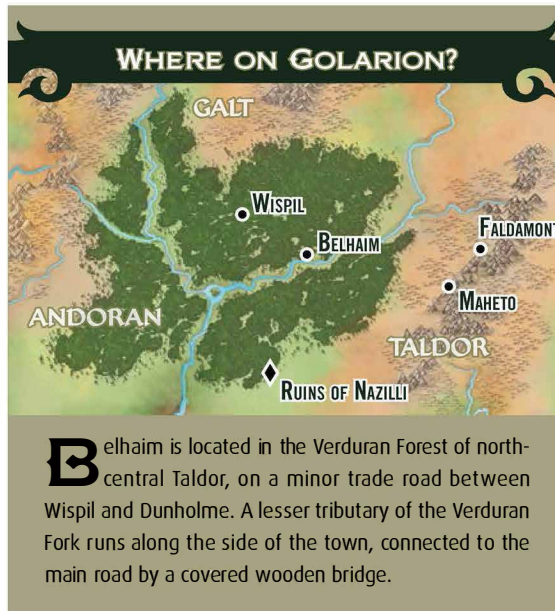 WHERE ON GOLARION?
GALT
WISPIL
BELHAIM
FALDAMONT
MAHETO
ANDORAN
TALDOR
RUINS OF NAZILLI
Belhaim is located in the Verduran Forest of north-
central Taldor, on a minor trade road between
Wispil and Dunholme. A lesser tributary of the Verduran
Fork runs along the side of the town, connected to the
main road by a covered wooden bridge.